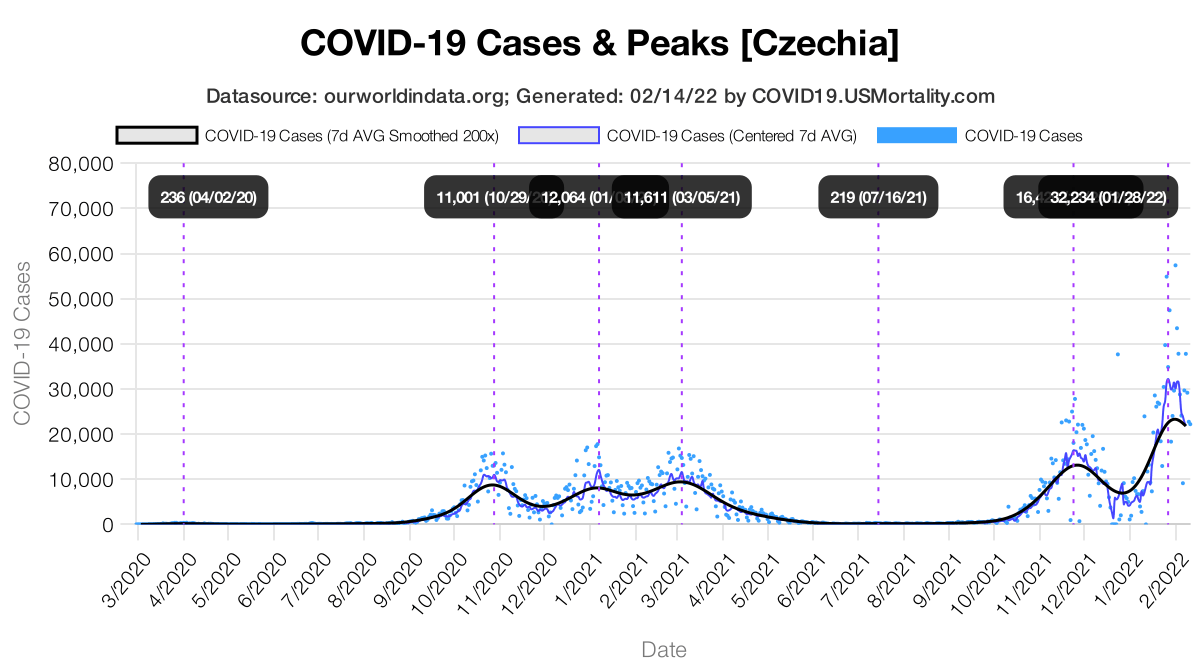 COVID-19 Cases & Peaks [Czechia]
Datasource: ourworldindata.org; Generated: 02/14/22 by COVID19.USMortality.com
COVID-19 Cases (7d AVG Smoothed 200x) COVID-19 Cases (Centered 7d AVG) COVID-19 Cases
80,000
236 (04/02/20) 11,001 (10/29/ 12,064 (01/ 11,611 (03/05/21) 219 (07/16/21) 32,234 (01/28/22)
70,000
60,000
50,000
40,000
30,000
20,000
10,000
0
COVID-19 Cases
3/2020 4/2020 5/2020 6/2020 7/2020 8/2020 9/2020 10/2020 11/2020 12/2020 1/2021 2/2021 3/2021 4/2021 5/2021 6/2021 7/2021 8/2021 9/2021 10/2021 11/2021 12/2021 1/2022 2/2022
Date